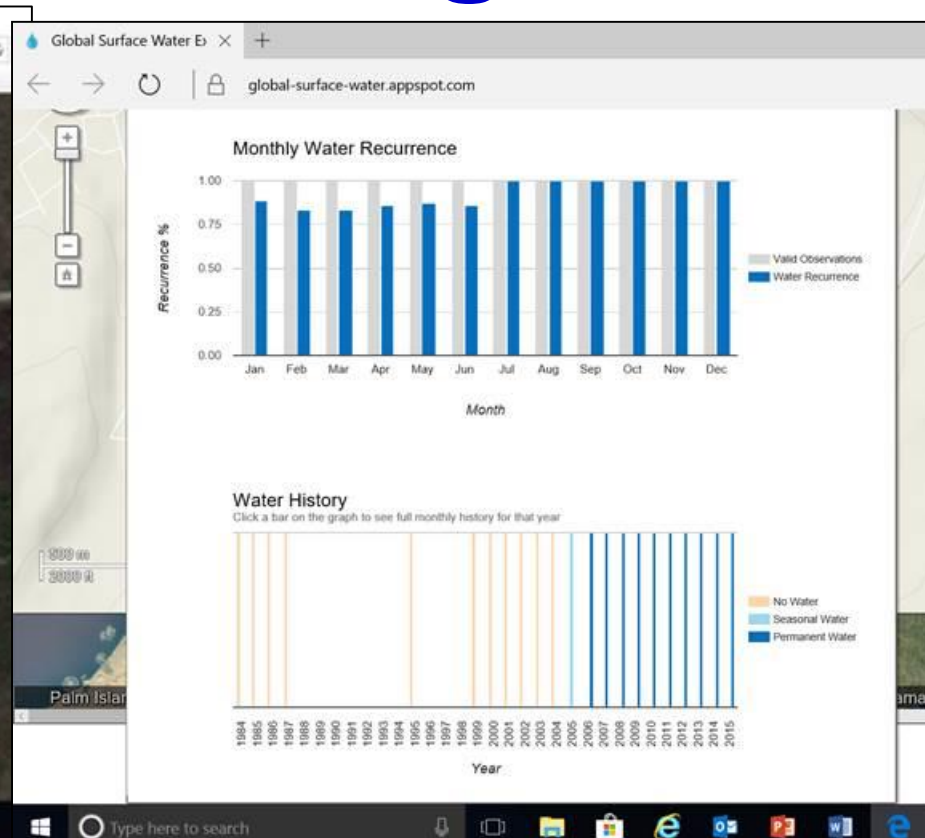 Global Surface Water Ex
global-surface-water.appspot.com
Monthly Water Recurrence
Recurrence %
1.00
0.75
0.50
0.25
0.00
Jan Feb Mar Apr May Jun Jul Aug Sep Oct Nov Dec
Month
Valid Observations
Water Recurrence
Water History
Click a bar on the graph to see full monthly history for that year
500 m
2000 ft
No Water
Seasonal Water
Permanent Water
Palm Islan
1984 1985 1986 1987 1988 1989 1990 1991 1992 1993 1994 1995 1996 1997 1998 1999 2000 2001 2002 2003 2004 2005 2006 2007 2008 2009 2010 2011 2012 2013 2014 2015
Year
Type here to search